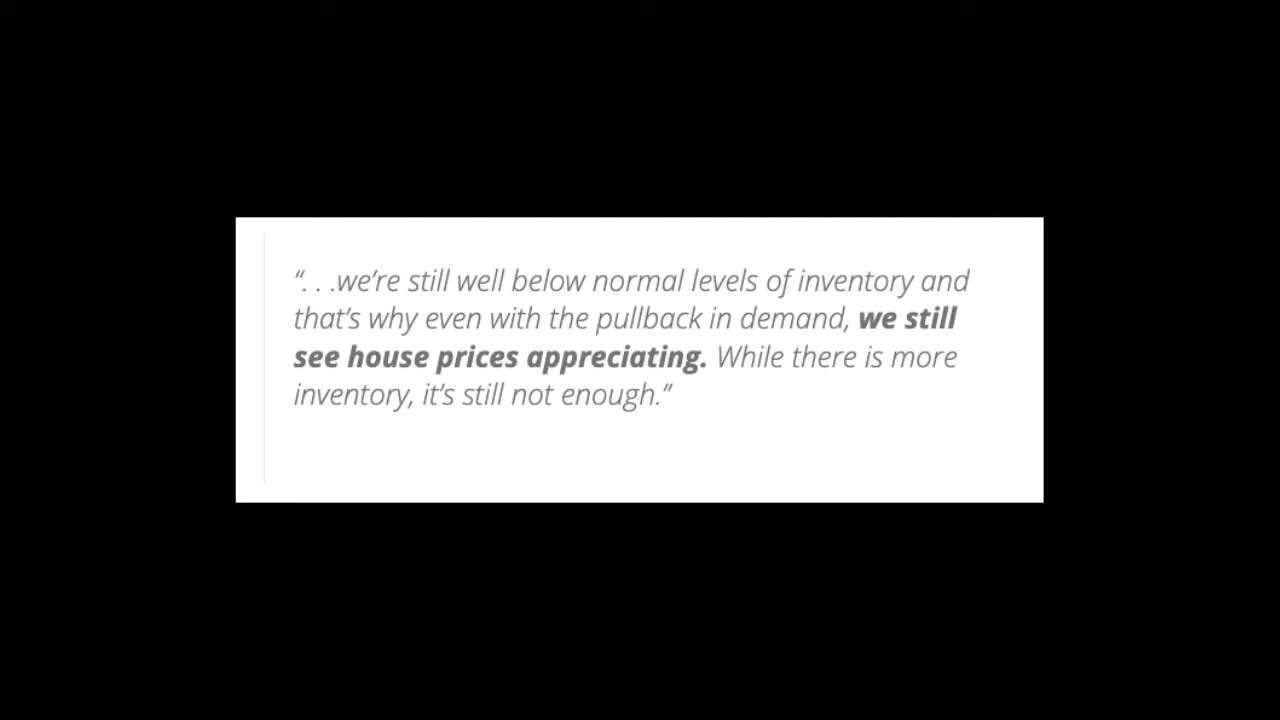 “. . .we’re still well below normal levels of inventory and
that’s why even with the pullback in demand, we still
see house prices appreciating. While there is more
inventory, it’s still not enough.”